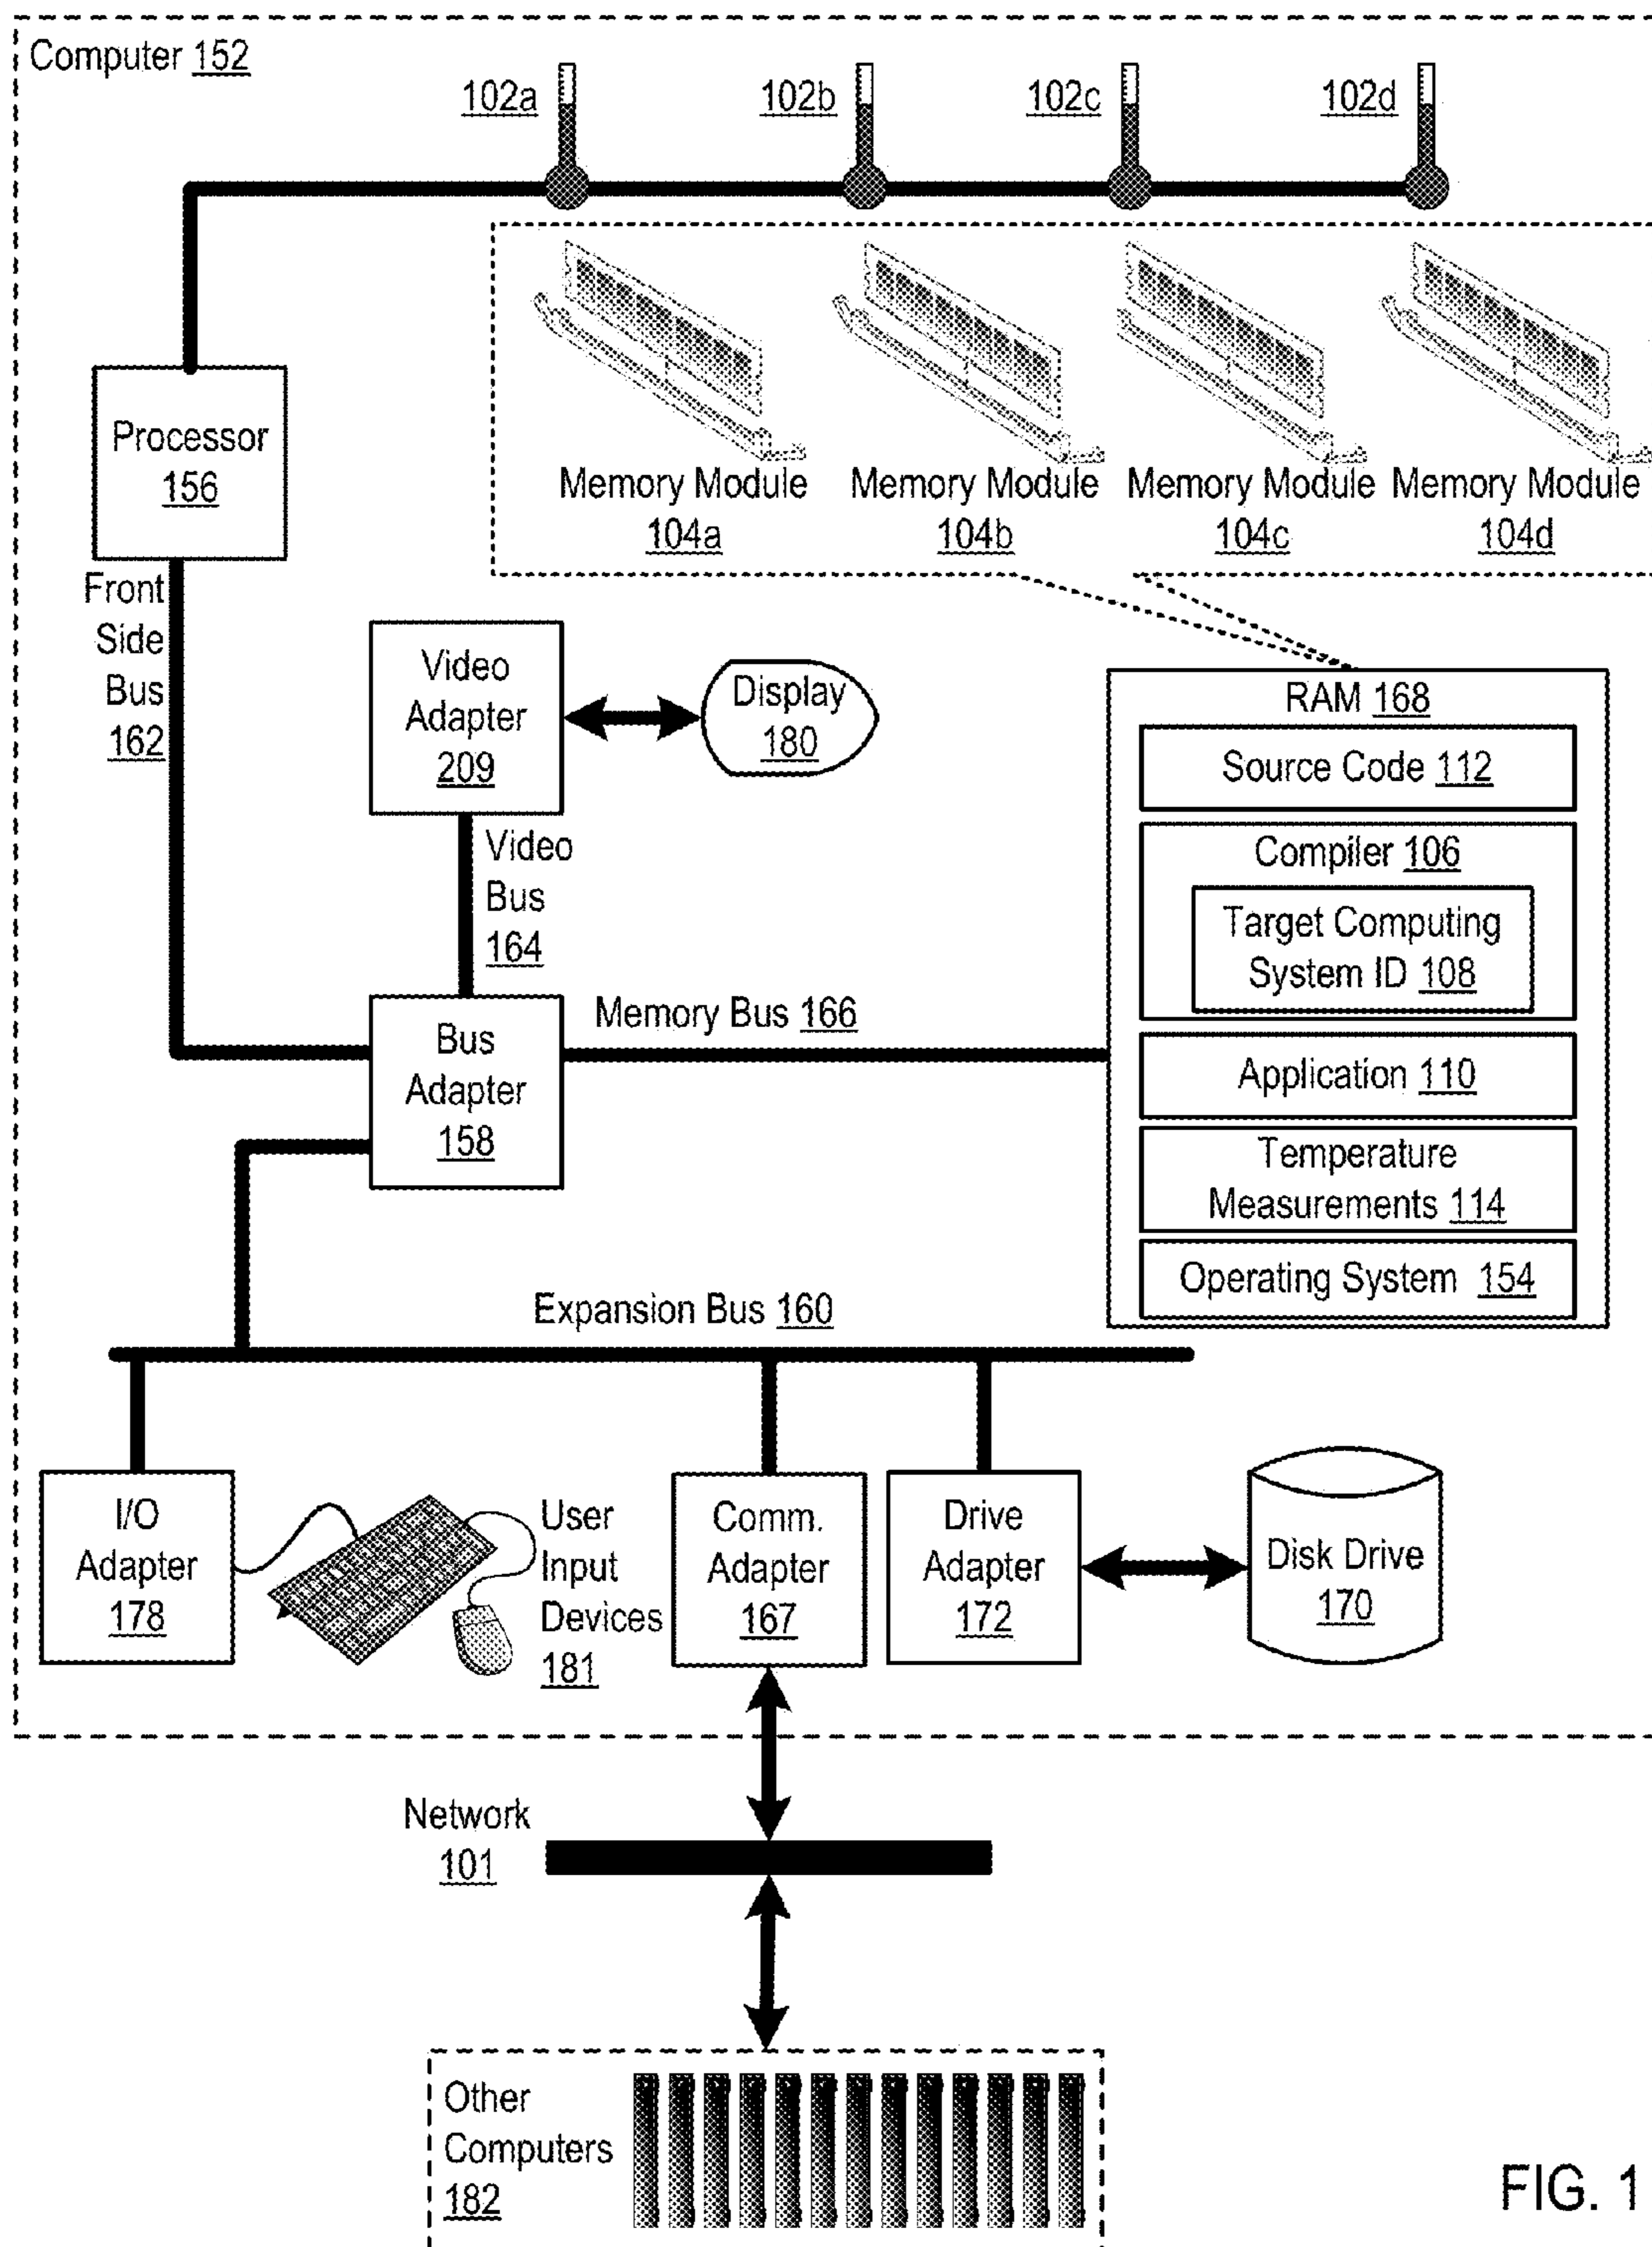 Computer 152
102a
102b
102c
102d
Memory Module
104a
Memory Module
104b
Memory Module
104c
Memory Module
104d
Processor
156
Front
Side
Bus
162
Video
Adapter
209
Display
180
Video
Bus
164
RAM 168
Source Code 112
Compiler 106
Target Computing
System ID 108
Application 110
Temperature
Measurements 114
Operating System 154
Bus
Adapter
158
Memory Bus 166
Expansion Bus 160
I/O
Adapter
178
User
Input
Devices
181
Comm.
Adapter
167
Drive
Adapter
172
Disk Drive
170
Network
101
Other
Computers
182
FIG. 1